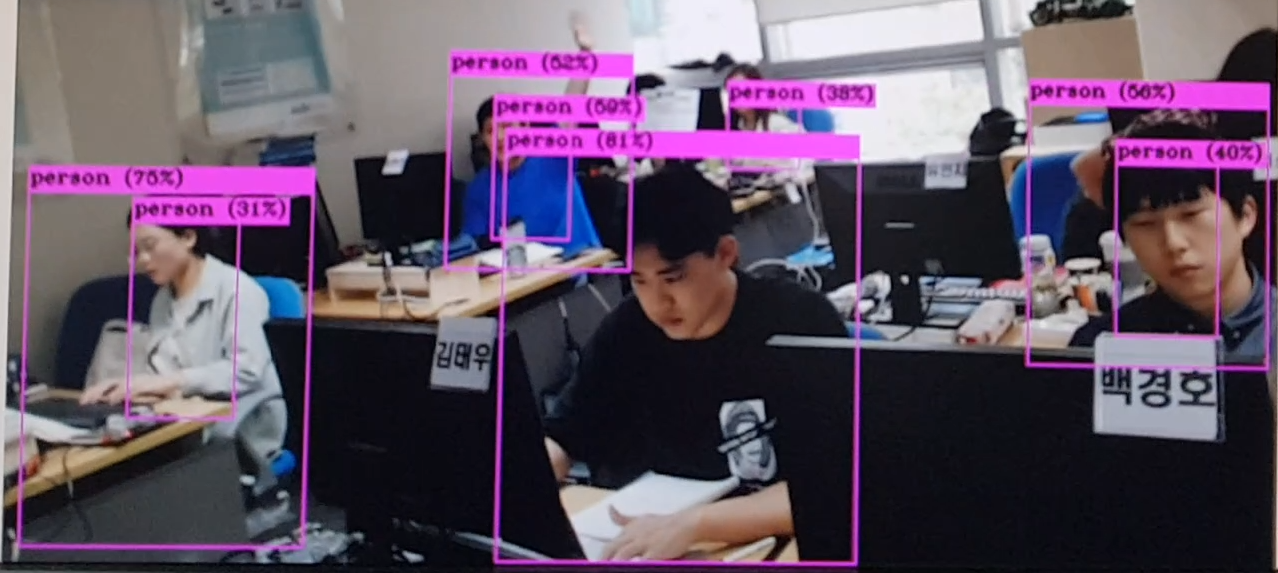 person (52%)
person (59%)
person (38%)
person (56%)
person (81%)
person (40%)
person (75%)
person (31%)
김태우
백경호